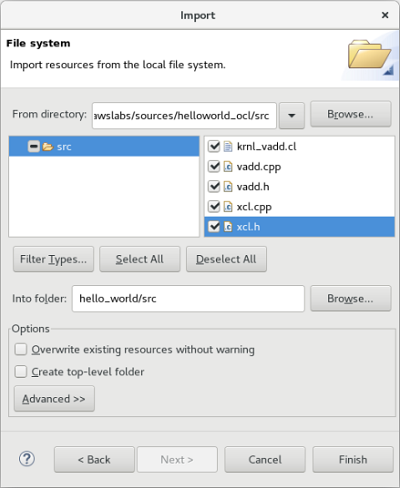 Import
File system
Import resources from the local file system.
From directory: awslabs/sources/helloworld_ocl/src Browse...
src
krnl_vadd.cl
vadd.cpp
vadd.h
xcl.cpp
xcl.h
Filter Types... Select All Deselect All
Into folder: hello_world/src Browse...
Options
Overwrite existing resources without warning
Create top-level folder
Advanced >>
< Back Next > Cancel Finish